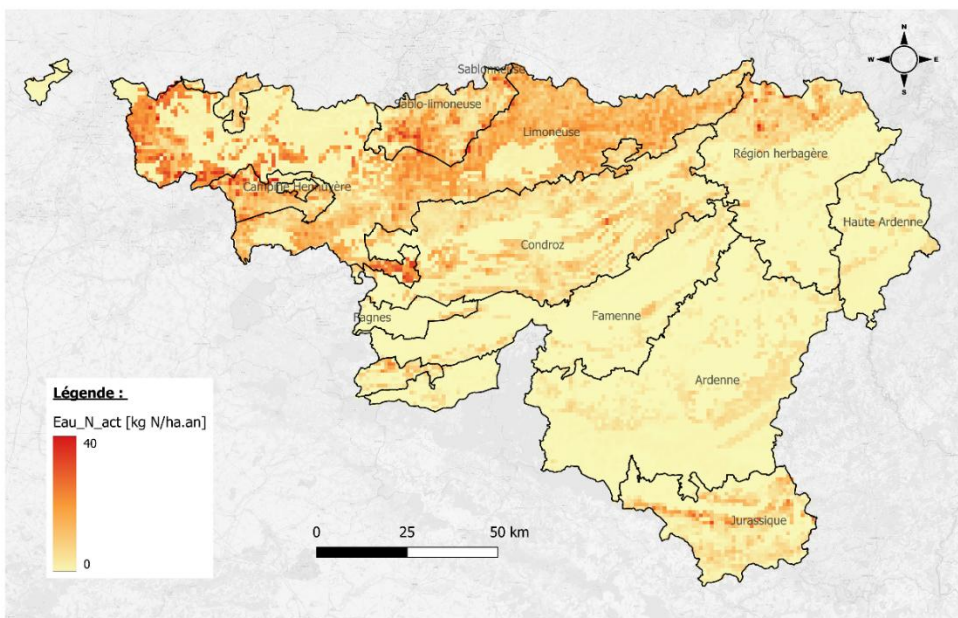 N
W E
S
Sablonneuse
Sablo-limoneuse
Limoneuse
Région herbagère
Campine Hennuyère
Haute Ardenne
Condroz
Fagnes
Famenne
Ardenne
Jurassique
Légende :
Eau_N_act [kg N/ha.an]
40
0
0 25 50 km